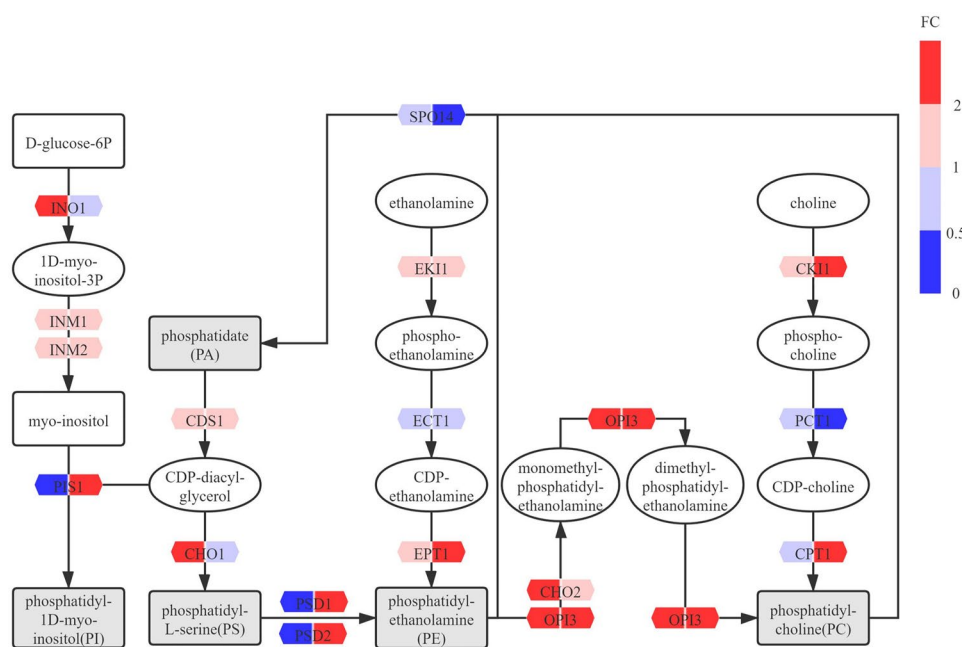 FC
2
1
0.5
0
SPO14
D-glucose-6P
INO1
1D-myo-
inositol-3P
INM1
INM2
myo-inositol
PIS1
phosphatidyl-
1D-myo-
inositol(PI)
phosphatidate
(PA)
CDS1
CDP-diacyl-
glycerol
CHO1
phosphatidyl-
L-serine(PS)
PSD1
PSD2
ethanolamine
EKI1
phospho-
ethanolamine
ECT1
CDP-
ethanolamine
EPT1
phosphatidyl-
ethanolamine
(PE)
CHO2
OPI3
monomethyl-
phosphatidyl-
ethanolamine
OPI3
dimethyl-
phosphatidyl-
ethanolamine
OPI3
choline
CKI1
phospho-
choline
PCT1
CDP-choline
CPT1
phosphatidyl-
choline(PC)